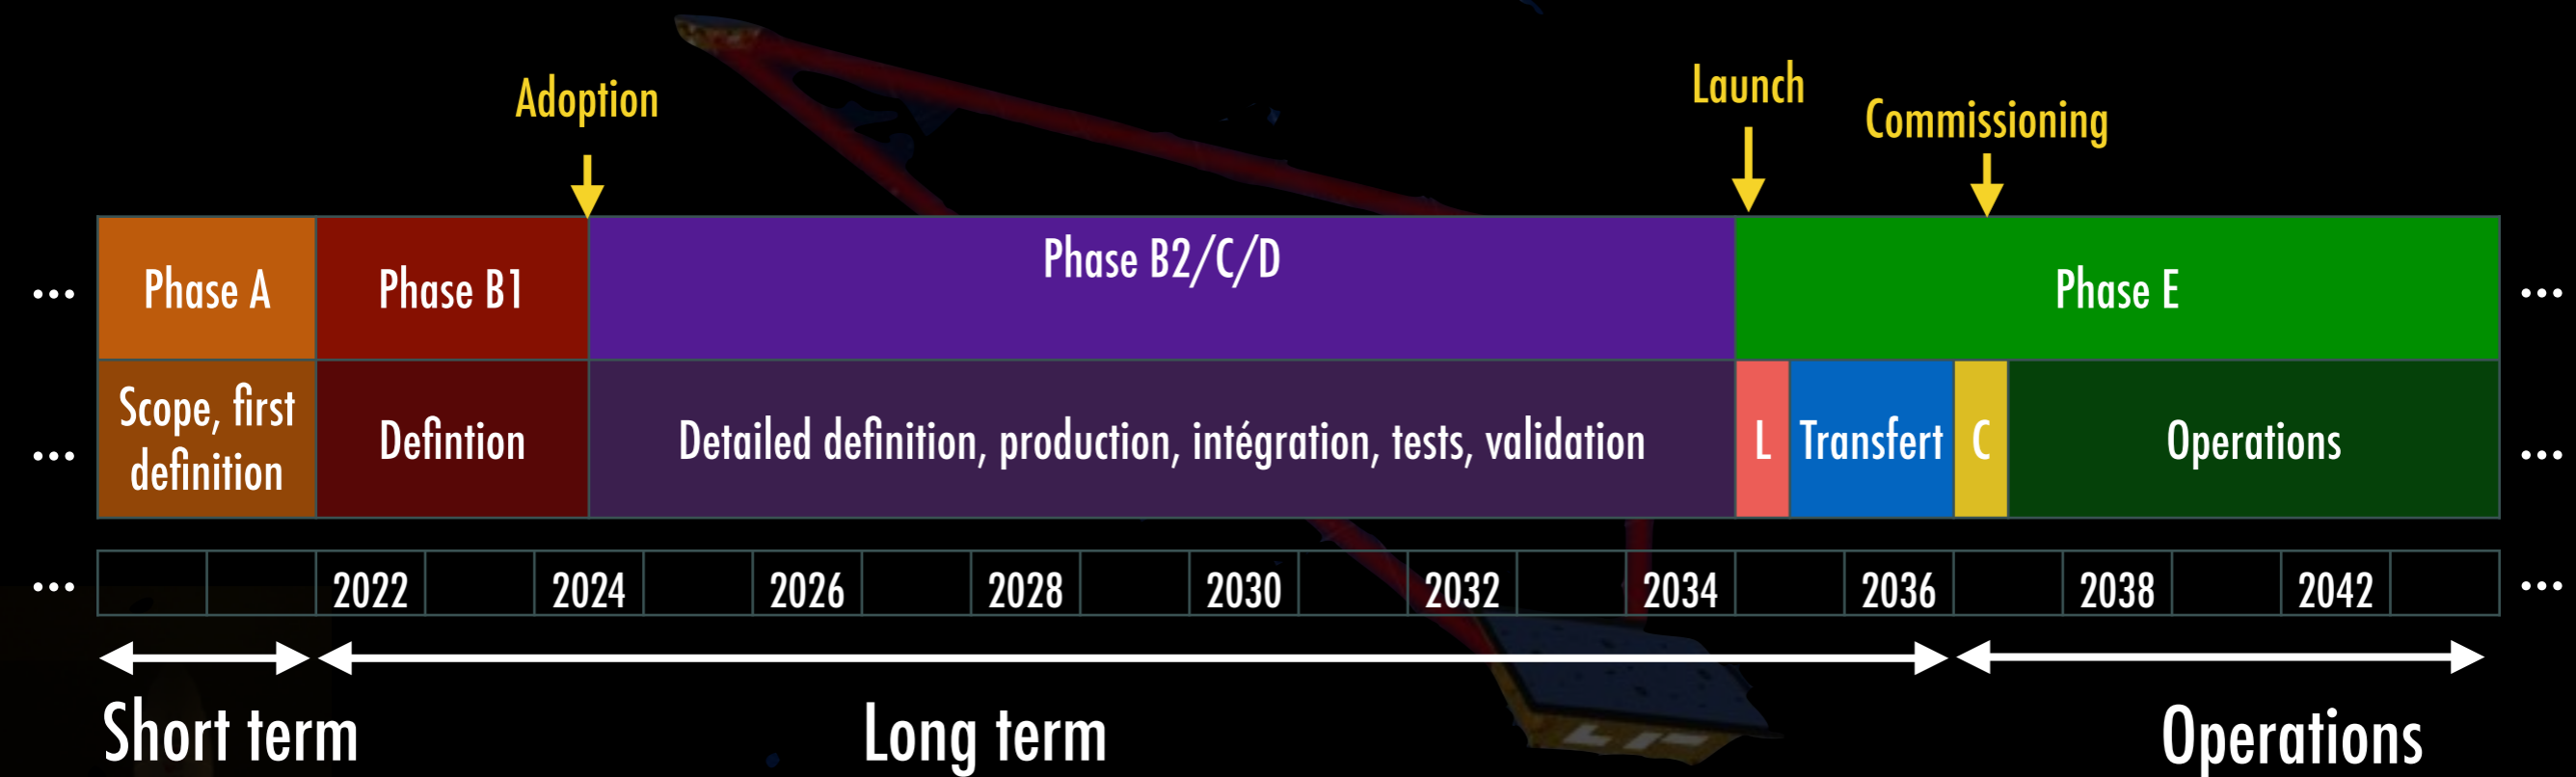 Adoption
Launch
Commissioning
... Phase A Phase B1 Phase B2/C/D Phase E ...
Scope, first
definition
... Defintion Detailed definition, production, intégration, tests, validation L Transfert C Operations ...
... 2022 2024 2026 2028 2030 2032 2034 2036 2038 2042 ...
Short term Long term Operations